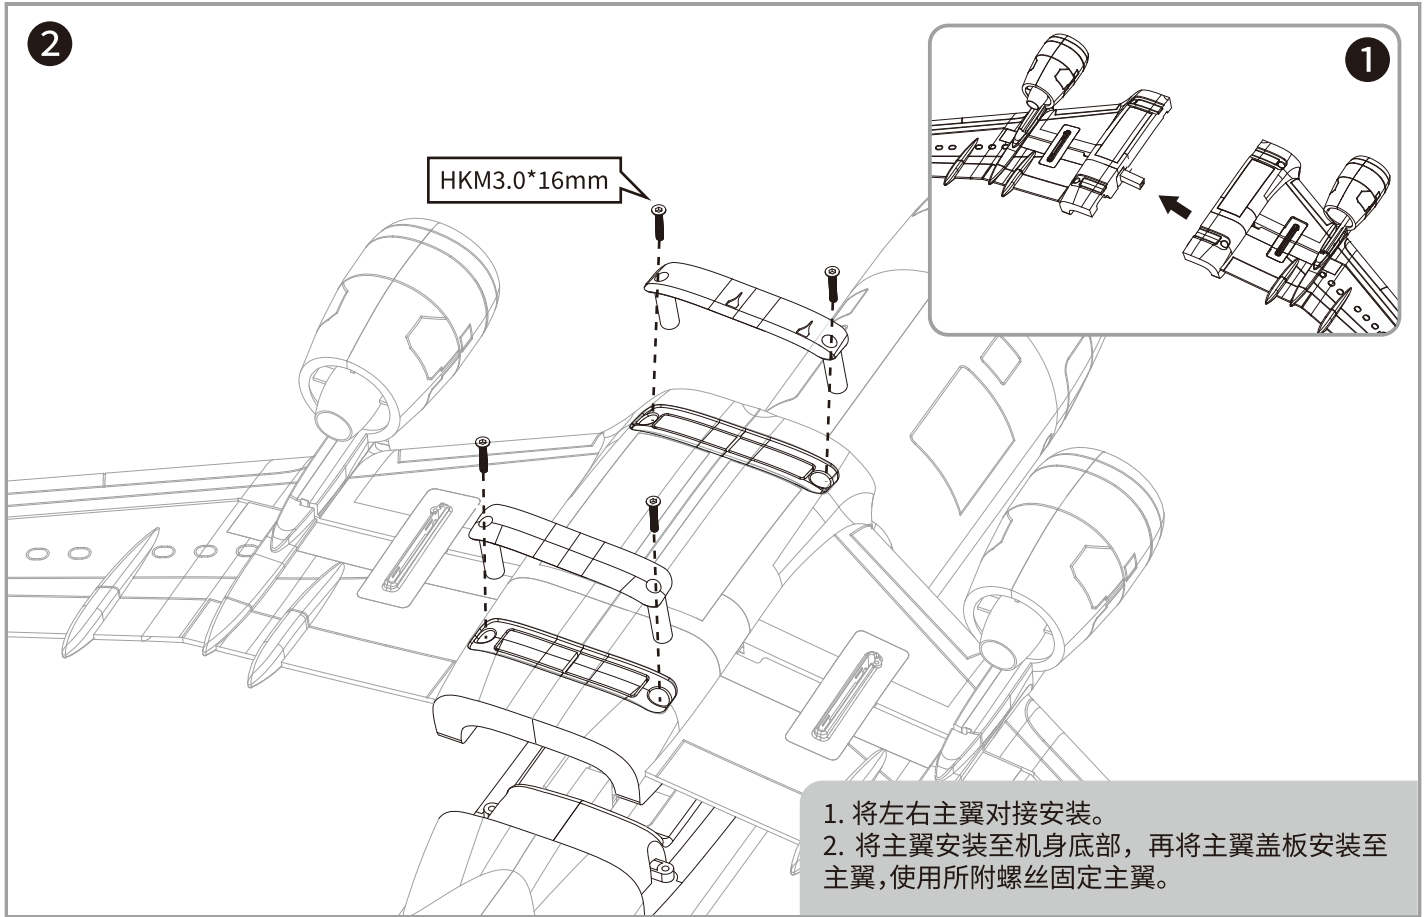 2
1
HKM3.0*16mm
1. 将左右主翼对接安装。
2. 将主翼安装至机身底部，再将主翼盖板安装至
主翼,使用所附螺丝固定主翼。